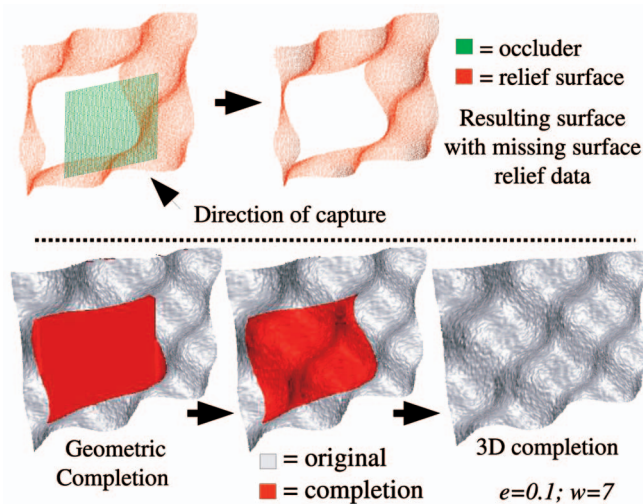 = occluder
= relief surface
Resulting surface
with missing surface
relief data
Direction of capture
Geometric
Completion
= original
= completion
3D completion
e=0.1; w=7